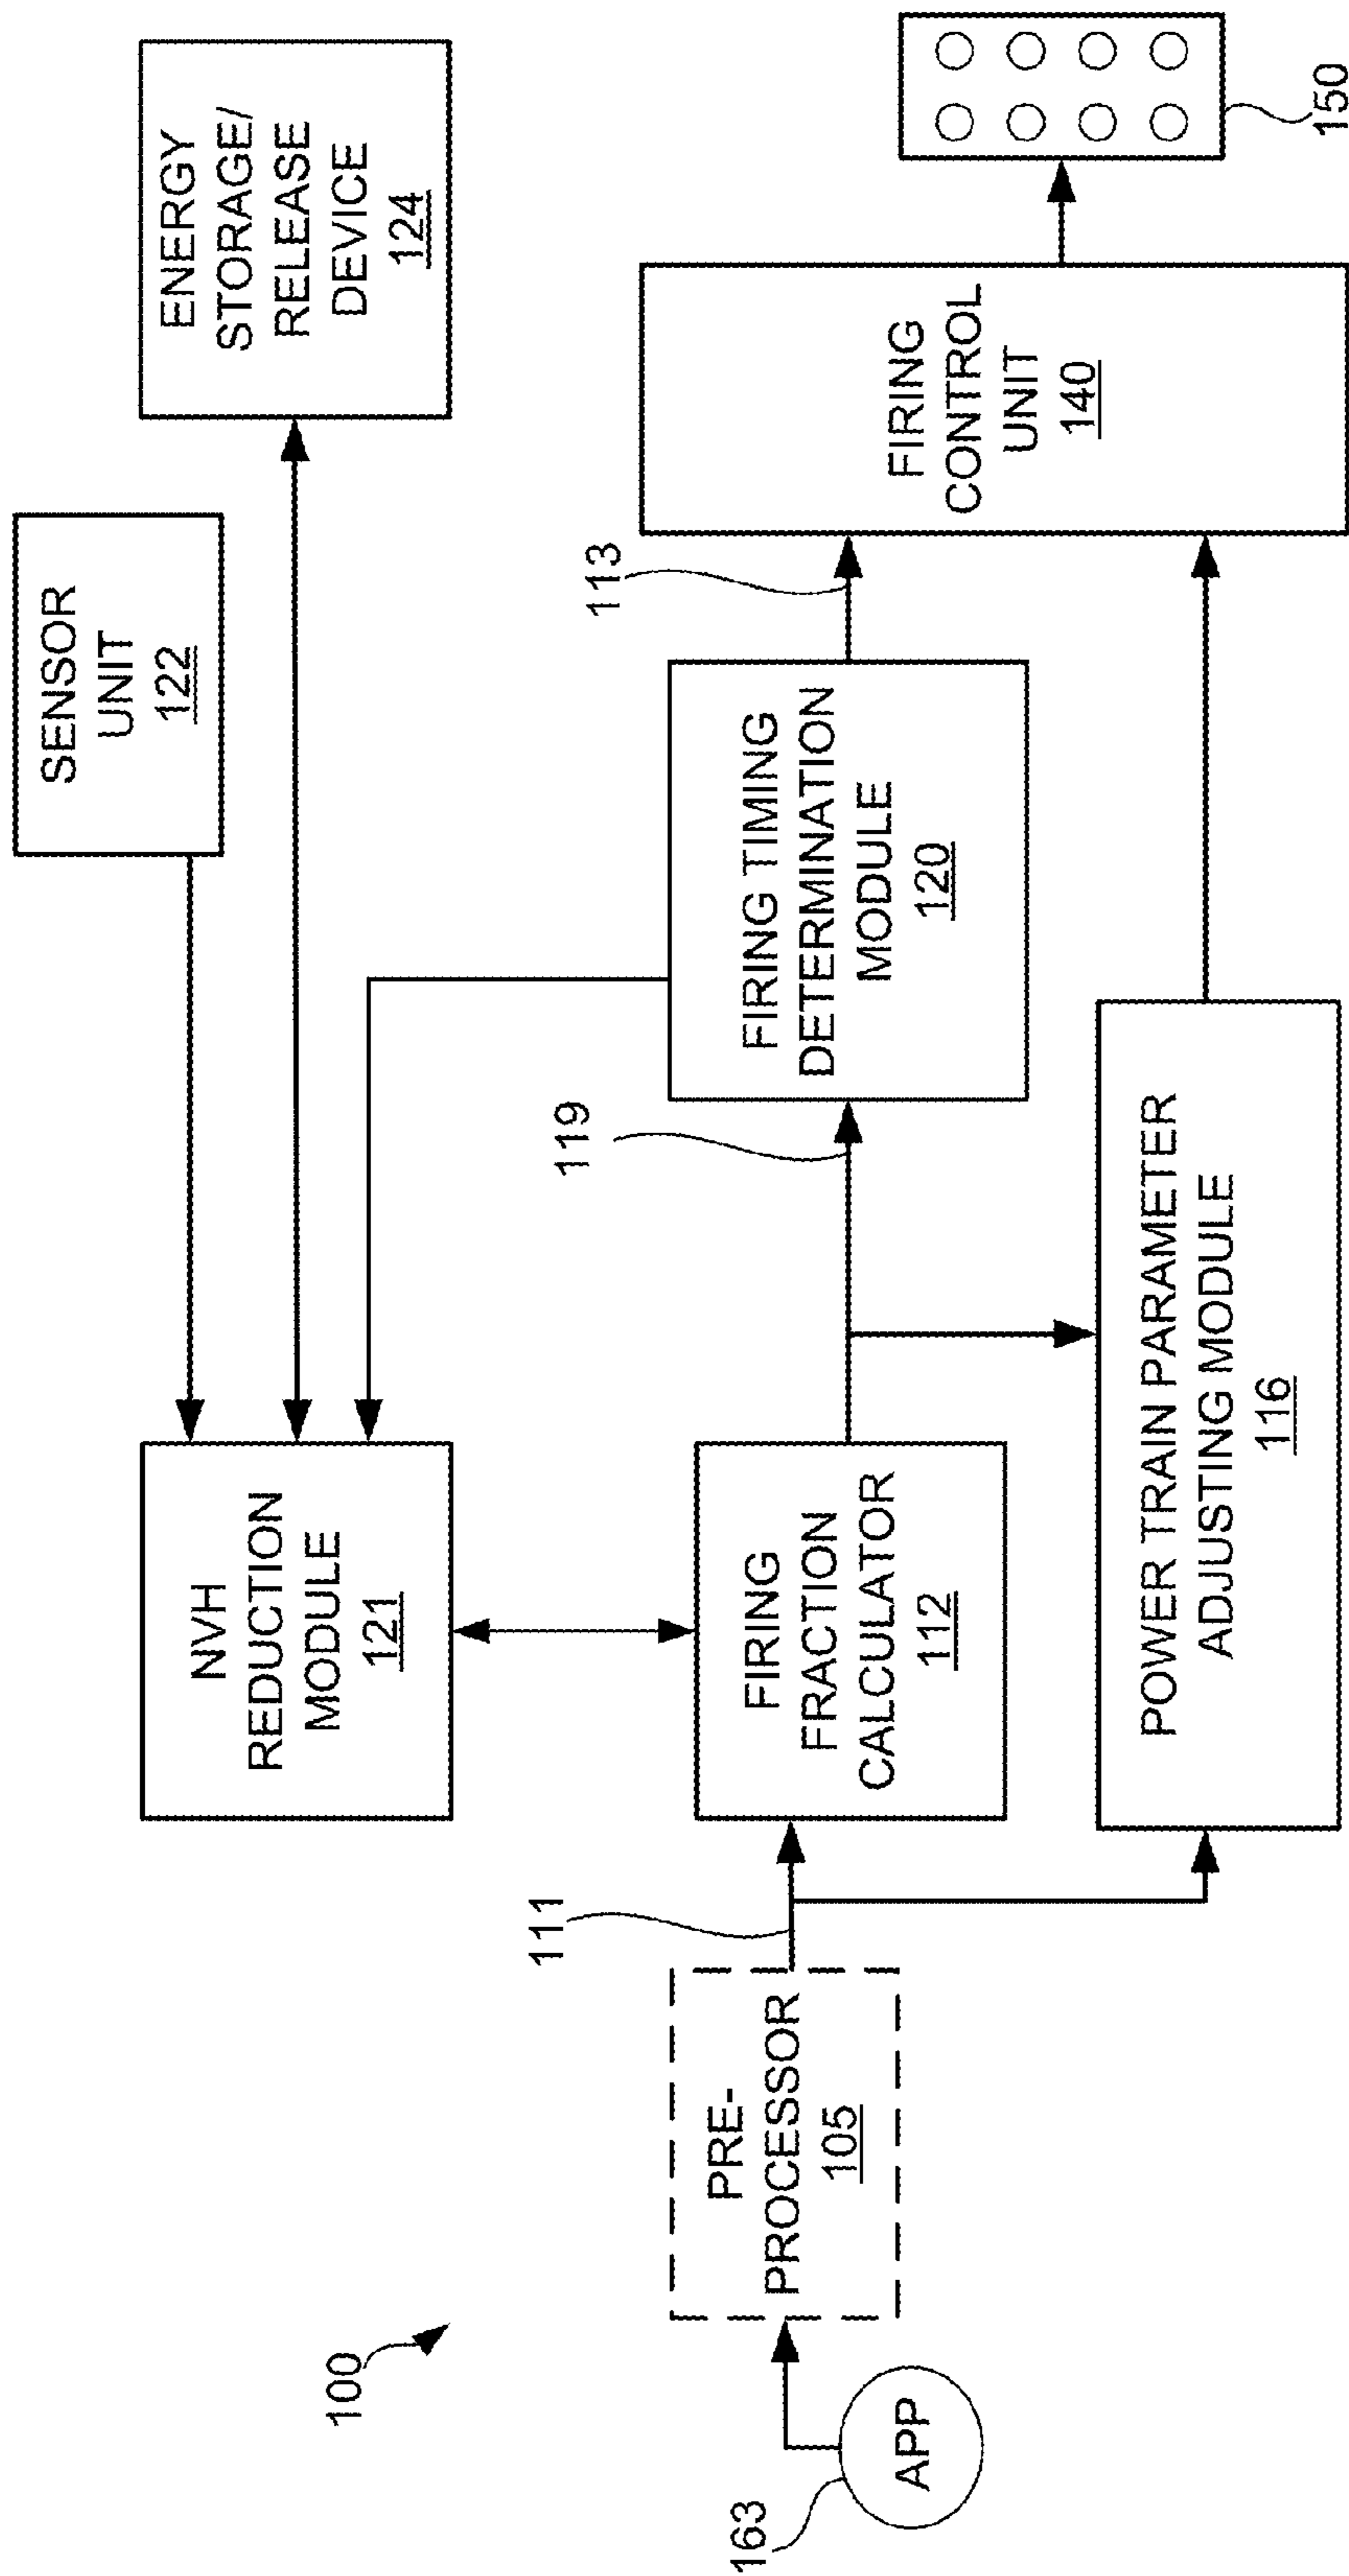 100
163
APP
PRE-
PROCESSOR
105
111
NVH
REDUCTION
MODULE
121
FIRING
FRACTION
CALCULATOR
112
POWER TRAIN PARAMETER
ADJUSTING MODULE
116
119
SENSOR
UNIT
122
FIRING TIMING
DETERMINATION
MODULE
120
113
ENERGY
STORAGE/
RELEASE
DEVICE
124
FIRING
CONTROL
UNIT
140
150